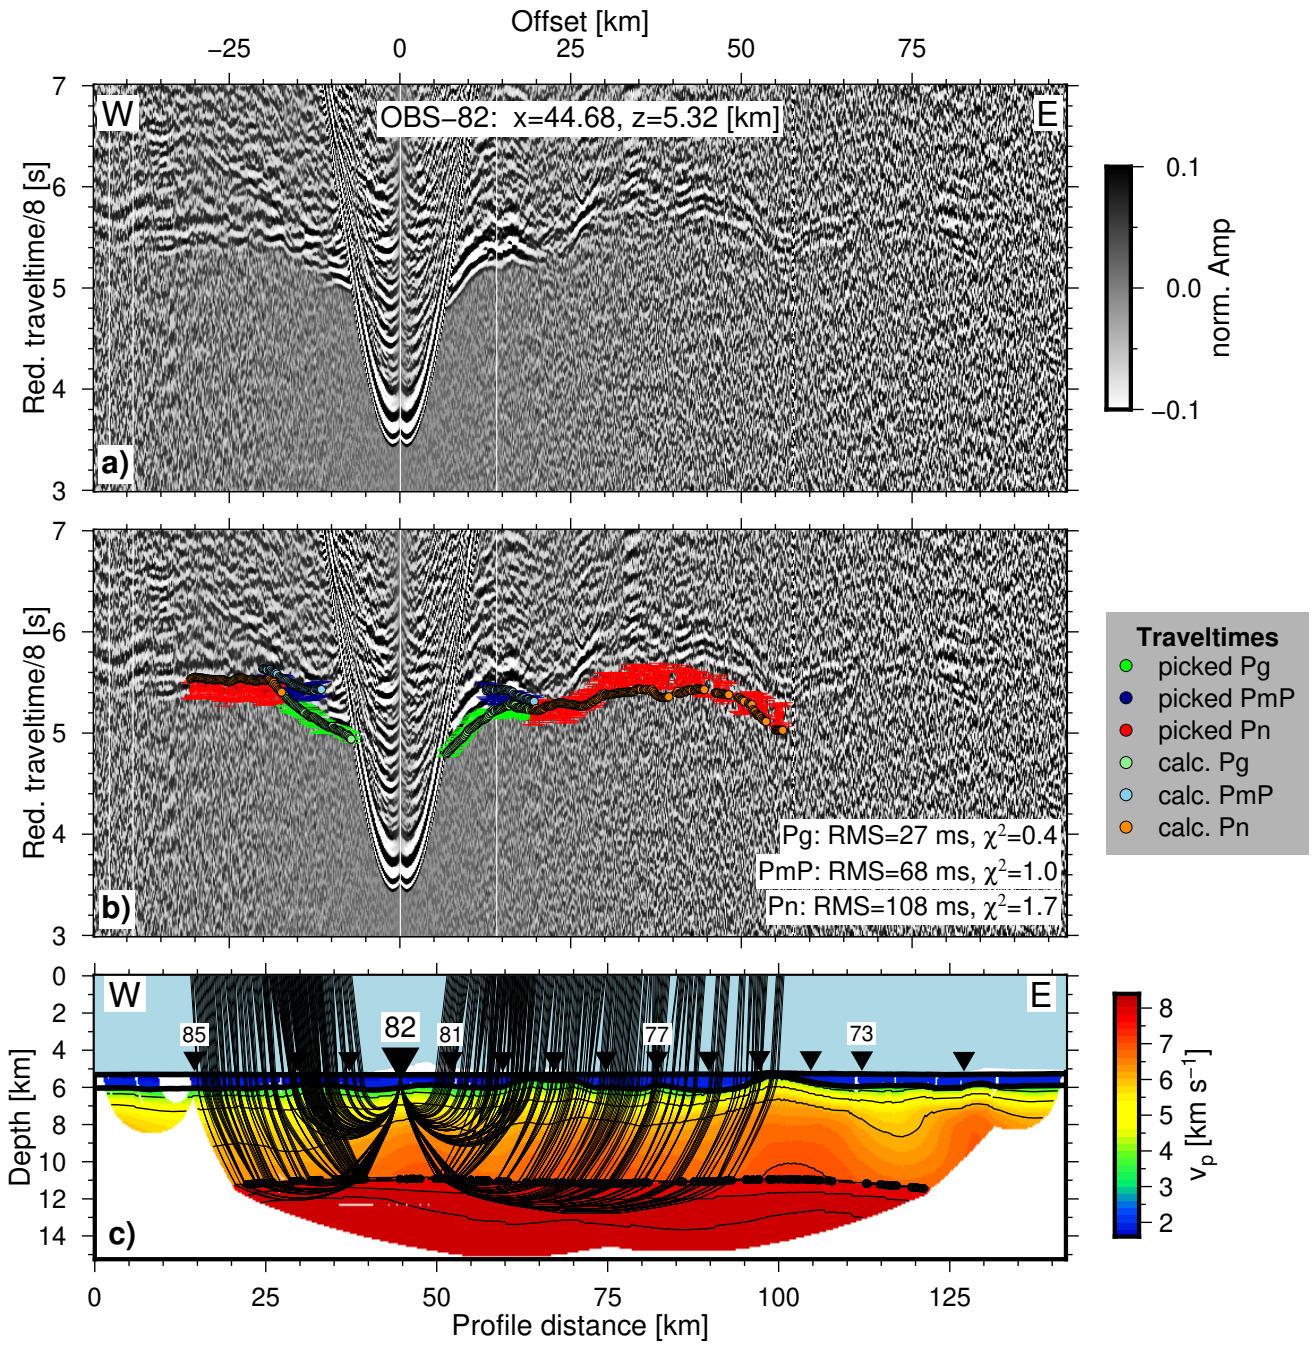 Offset [km]
−25 0 25 50 75
7
6
5
4
3
Red. traveltime/8 [s]
W
OBS−82: x=44.68, z=5.32 [km]
E
a)
0.1
0.0
−0.1
norm. Amp
7
6
5
4
3
Red. traveltime/8 [s]
b)
Pg: RMS=27 ms, χ²=0.4
PmP: RMS=68 ms, χ²=1.0
Pn: RMS=108 ms, χ²=1.7
Traveltimes
picked Pg
picked PmP
picked Pn
calc. Pg
calc. PmP
calc. Pn
0
2
4
6
8
10
12
14
Depth [km]
W
E
85 82 81 77 73
c)
8
7
6
5
4
3
2
vₚ [km s⁻¹]
0 25 50 75 100 125
Profile distance [km]